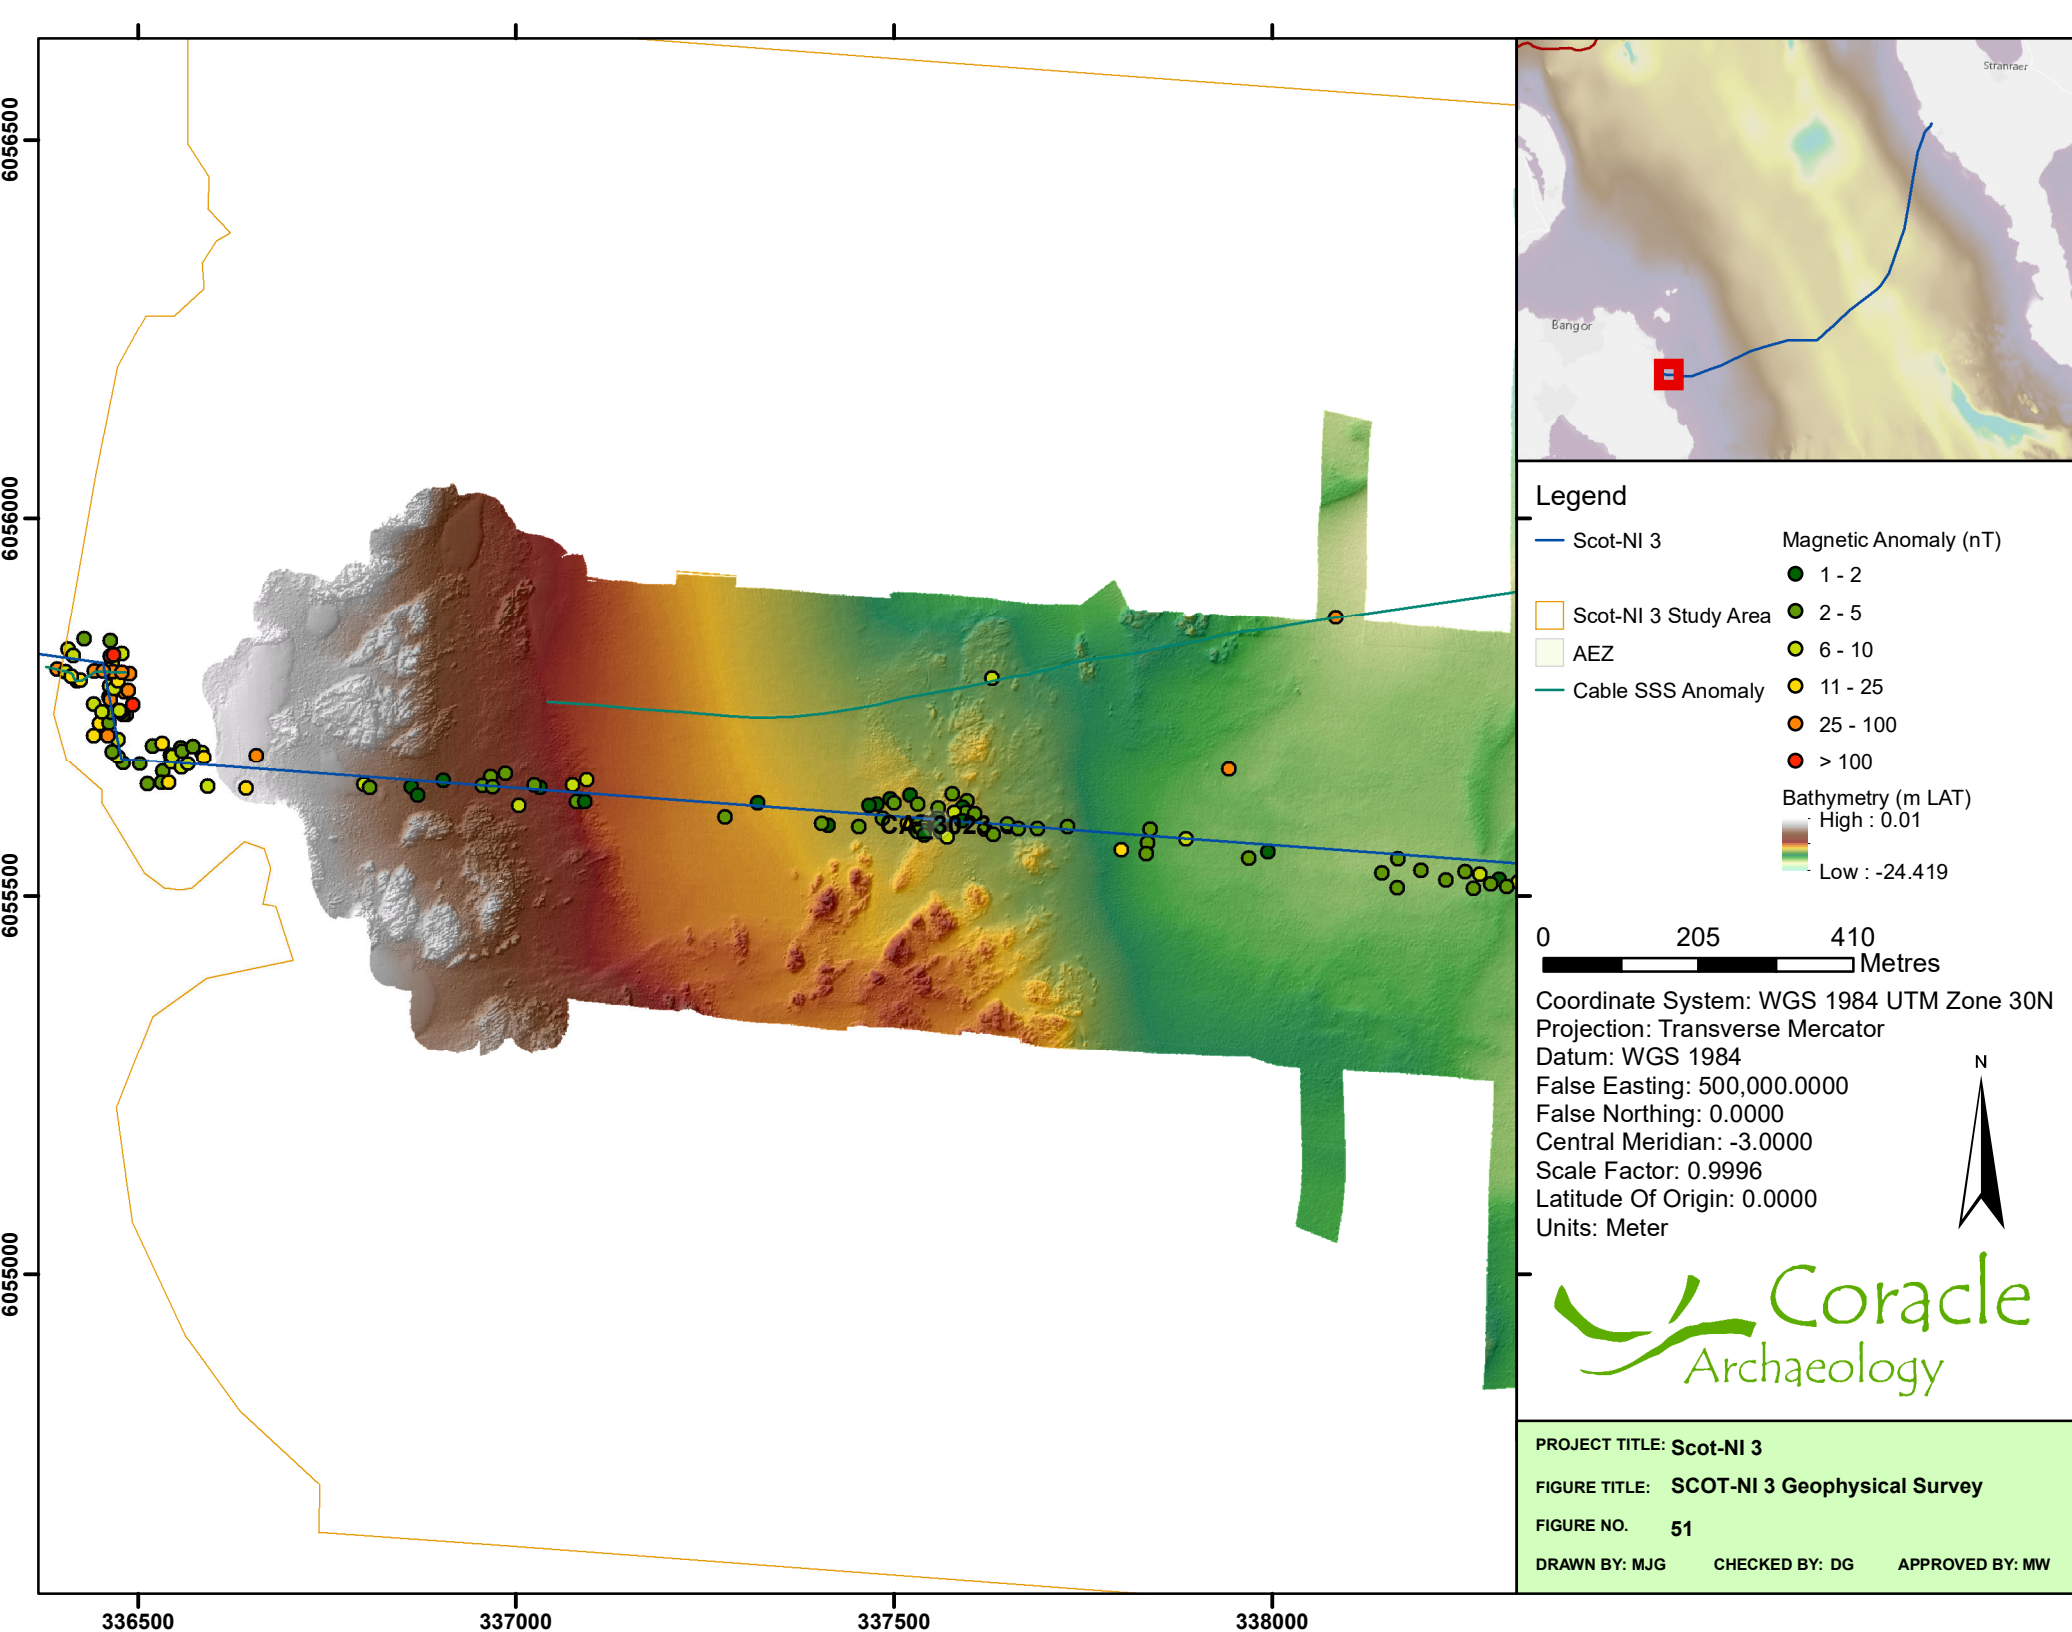 Stranraer
Bangor
6056500
6056000
6055500
6055000
336500
337000
337500
338000
CA_3023
Legend
Scot-NI 3
Scot-NI 3 Study Area
AEZ
Cable SSS Anomaly
Magnetic Anomaly (nT)
1 - 2
2 - 5
6 - 10
11 - 25
25 - 100
> 100
Bathymetry (m LAT)
High : 0.01
Low : -24.419
0 205 410
Metres
Coordinate System: WGS 1984 UTM Zone 30N
Projection: Transverse Mercator
Datum: WGS 1984
False Easting: 500,000.0000
False Northing: 0.0000
Central Meridian: -3.0000
Scale Factor: 0.9996
Latitude Of Origin: 0.0000
Units: Meter
N
Coracle
Archaeology
PROJECT TITLE: Scot-NI 3
FIGURE TITLE: SCOT-NI 3 Geophysical Survey
FIGURE NO. 51
DRAWN BY: MJG CHECKED BY: DG APPROVED BY: MW